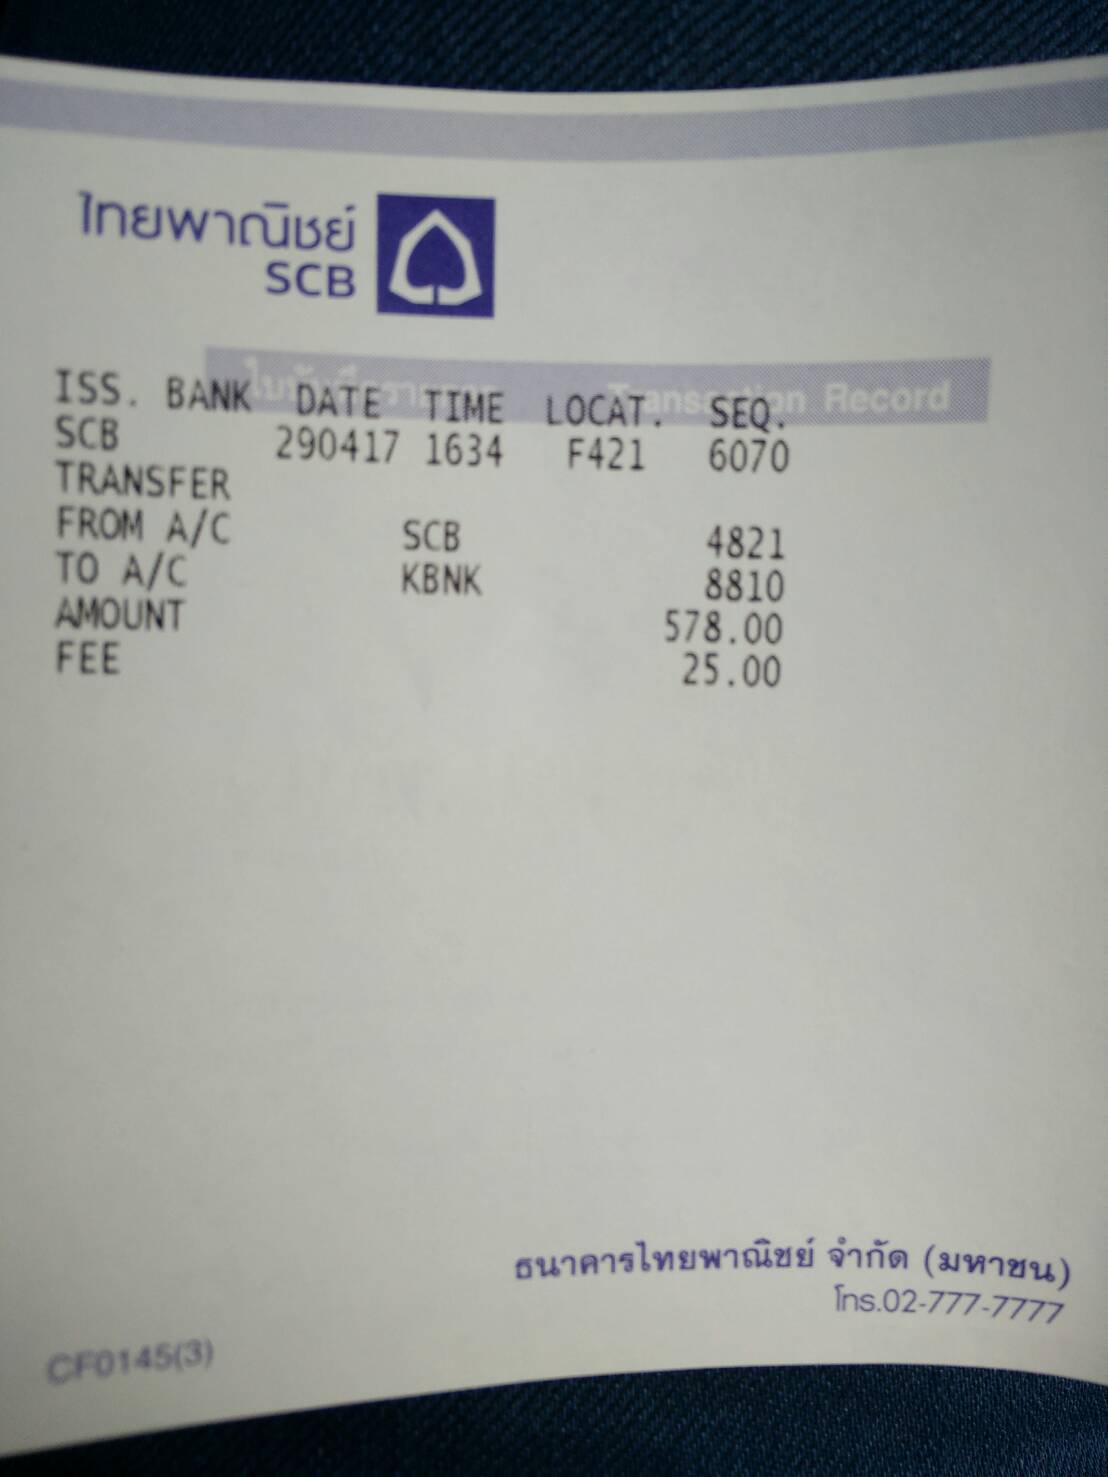 ไทยพาณิชย์
SCB
ใบบันทึกรายการ Transaction Record
ISS. BANK DATE TIME LOCAT. SEQ.
SCB 290417 1634 F421 6070
TRANSFER
FROM A/C SCB 4821
TO A/C KBNK 8810
AMOUNT 578.00
FEE 25.00
ธนาคารไทยพาณิชย์ จำกัด (มหาชน)
โทร.02-777-7777
CF0145(3)